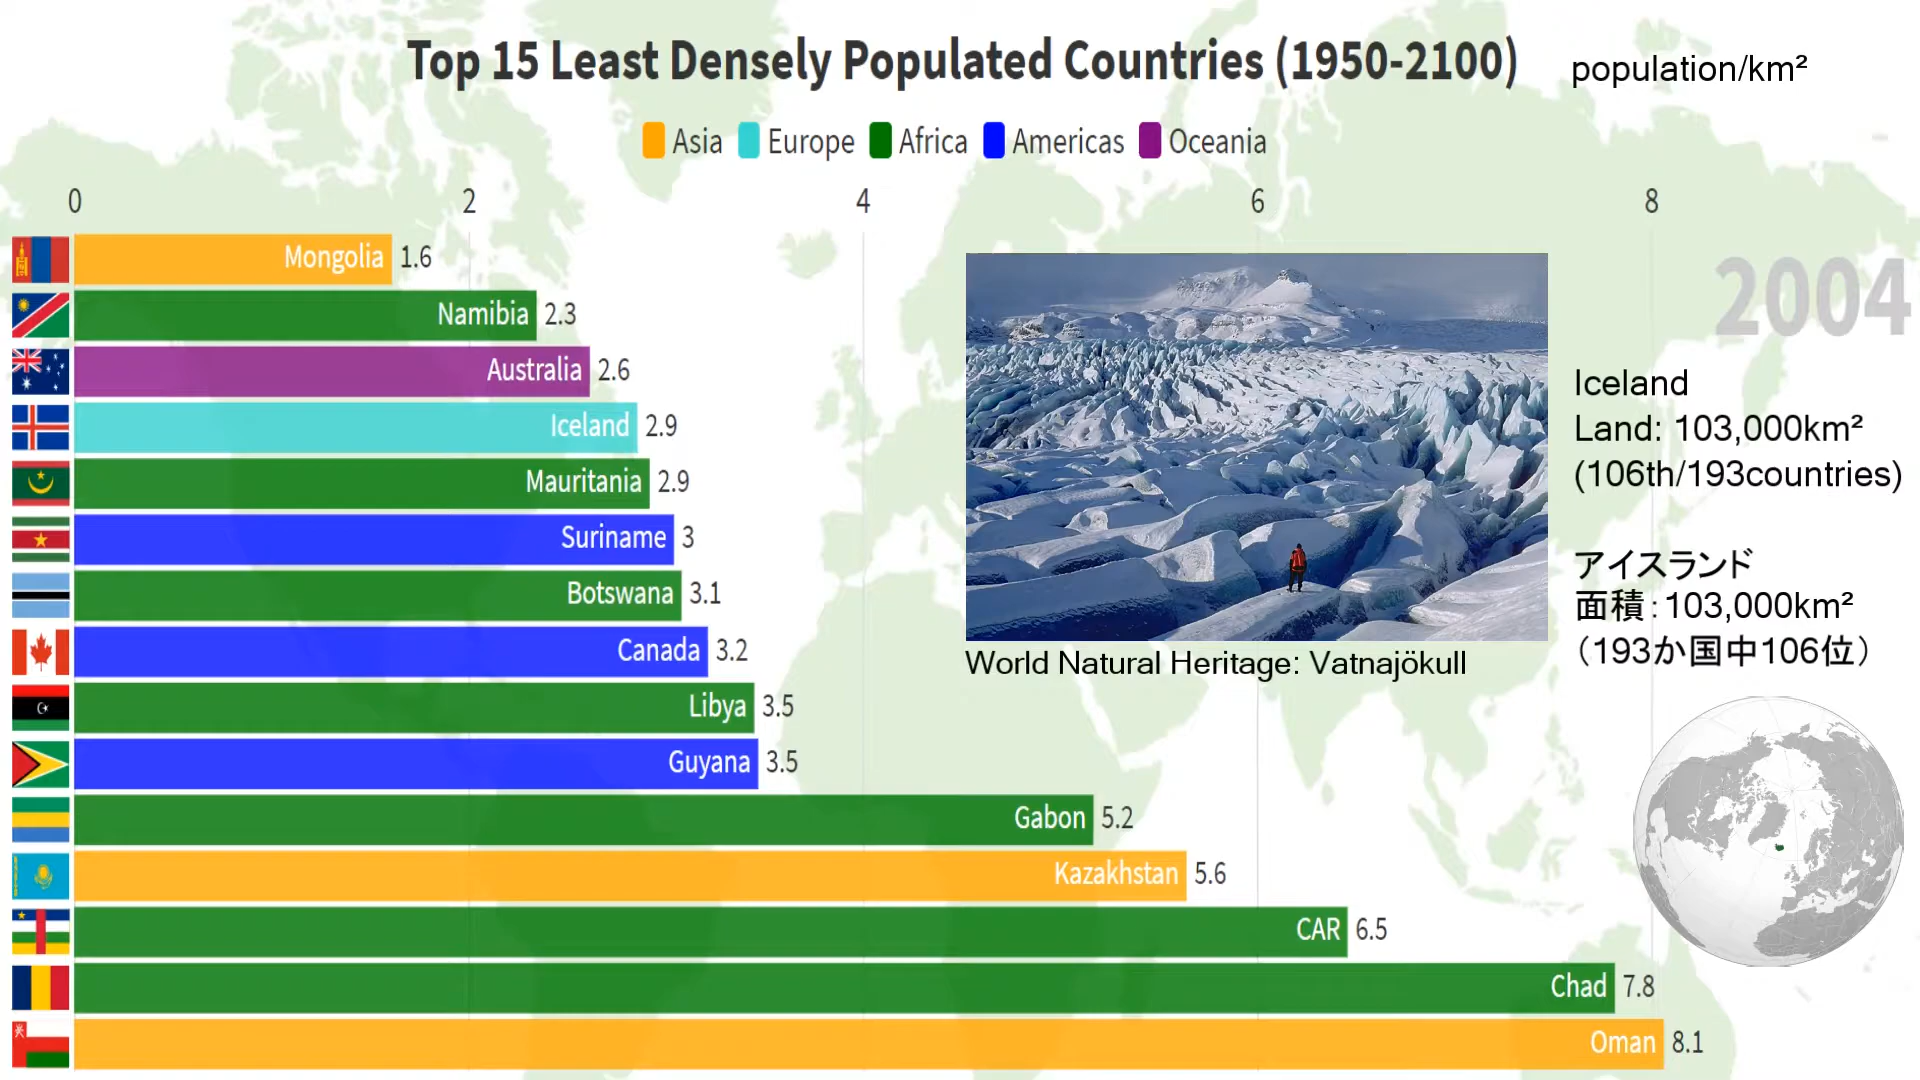 Top 15 Least Densely Populated Countries (1950-2100)
population/km²
Asia Europe Africa Americas Oceania
0 2 4 6 8
Mongolia 1.6
Namibia 2.3
Australia 2.6
Iceland 2.9
Mauritania 2.9
Suriname 3
Botswana 3.1
Canada 3.2
Libya 3.5
Guyana 3.5
Gabon 5.2
Kazakhstan 5.6
CAR 6.5
Chad 7.8
Oman 8.1
2004
World Natural Heritage: Vatnajökull
Iceland
Land: 103,000km²
(106th/193countries)
アイスランド
面積：103,000km²
（193か国中106位）